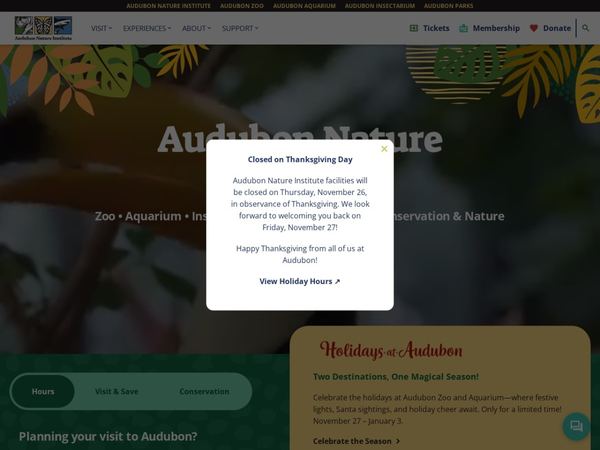 AUDUBON NATURE INSTITUTE AUDUBON ZOO AUDUBON AQUARIUM AUDUBON INSECTARIUM AUDUBON PARKS
Audubon Nature Institute
VISIT EXPERIENCES ABOUT SUPPORT Tickets Membership Donate
Audubon Nature
Zoo • Aquarium • Ins
nservation & Nature
Closed on Thanksgiving Day
Audubon Nature Institute facilities will
be closed on Thursday, November 26,
in observance of Thanksgiving. We look
forward to welcoming you back on
Friday, November 27!
Happy Thanksgiving from all of us at
Audubon!
View Holiday Hours ↗
Hours Visit & Save Conservation
Planning your visit to Audubon?
Holidays at Audubon
Two Destinations, One Magical Season!
Celebrate the holidays at Audubon Zoo and Aquarium—where festive
lights, Santa sightings, and holiday cheer await. Only for a limited time!
November 27 – January 3.
Celebrate the Season